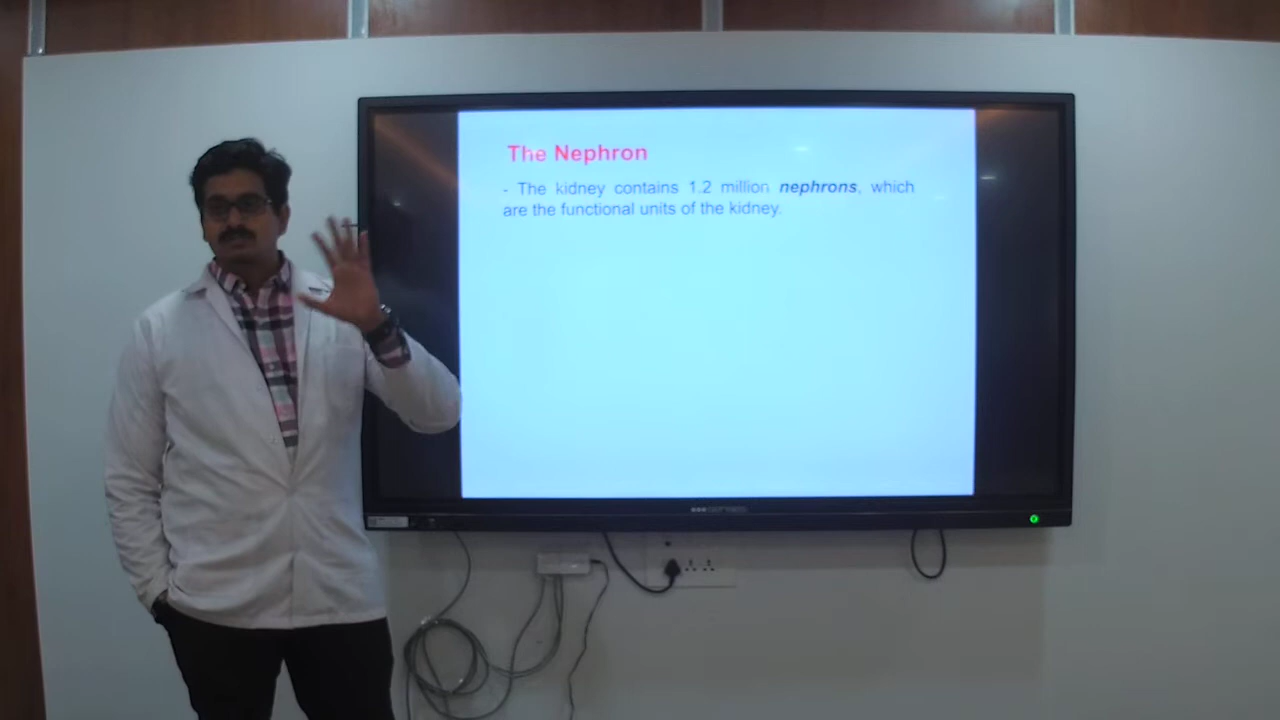 The Nephron
- The kidney contains 1.2 million nephrons, which
are the functional units of the kidney.